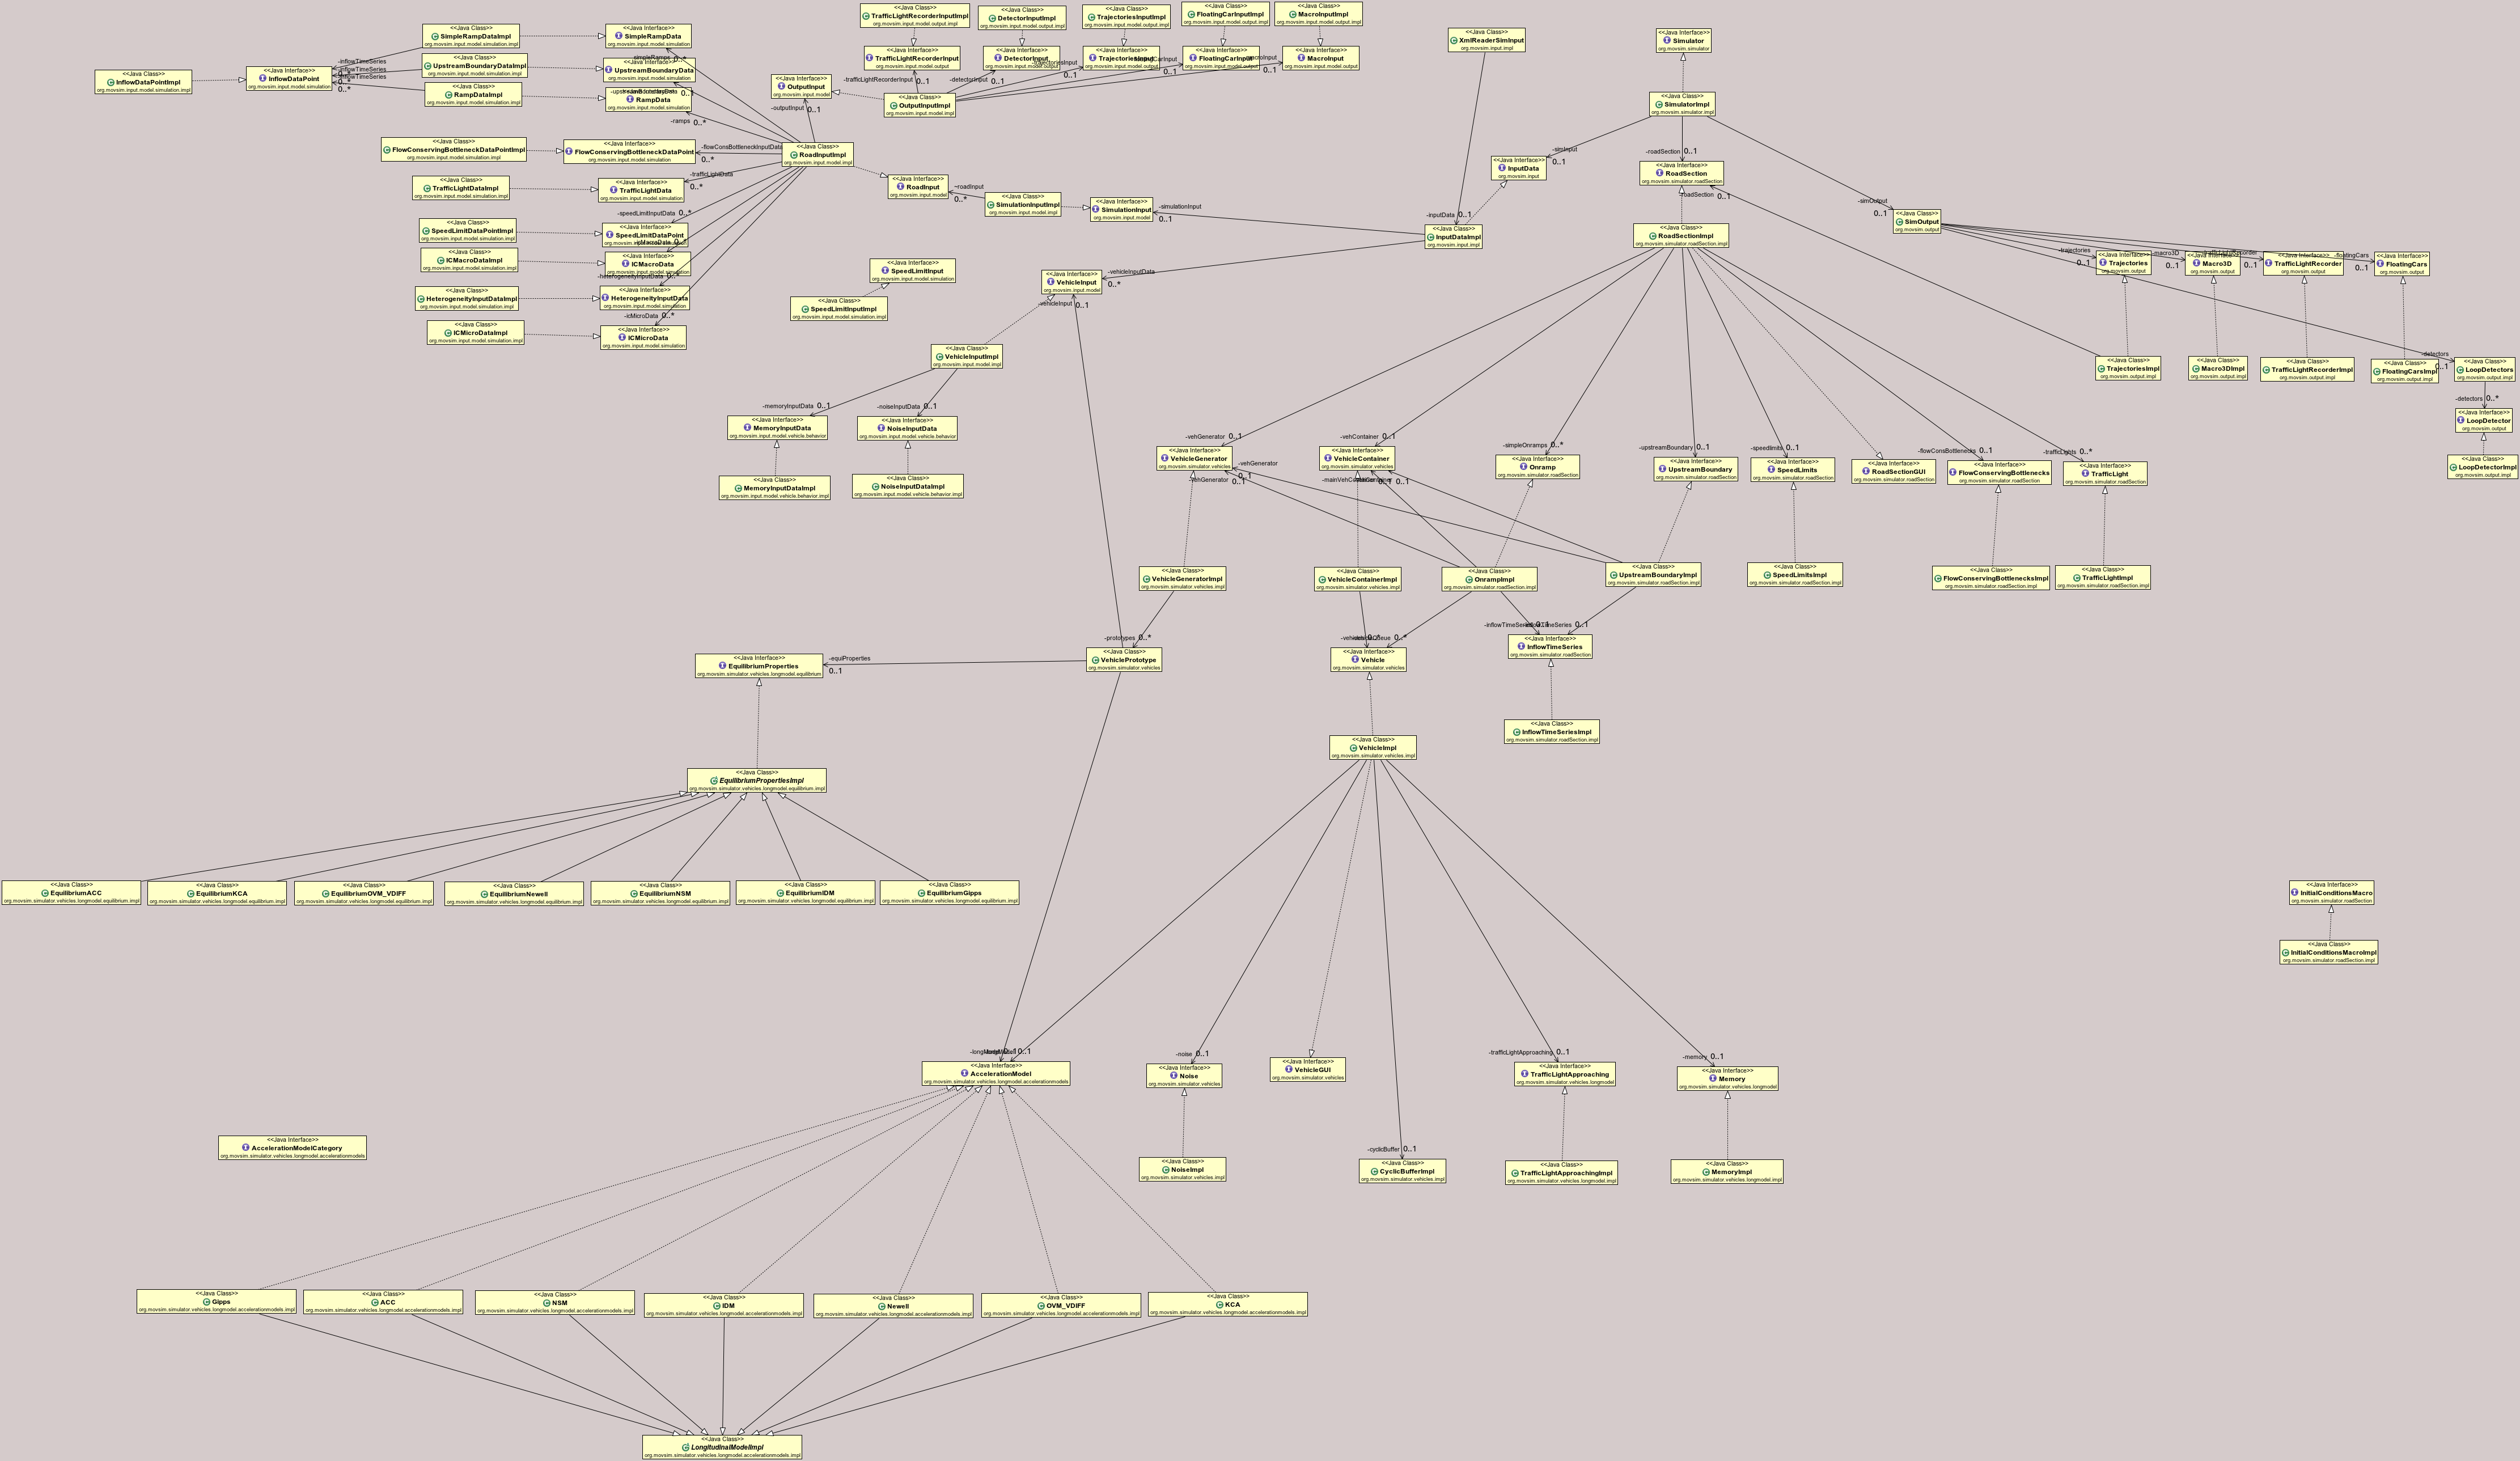 <<Java Class>>
TrafficLightRecorderInputImpl
org.movsim.input.model.output.impl
<<Java Class>>
DetectorInputImpl
org.movsim.input.model.output.impl
<<Java Class>>
TrajectoriesInputImpl
org.movsim.input.model.output.impl
<<Java Class>>
FloatingCarInputImpl
org.movsim.input.model.output.impl
<<Java Class>>
MacroInputImpl
org.movsim.input.model.output.impl
<<Java Class>>
SimpleRampDataImpl
org.movsim.input.model.simulation.impl
<<Java Interface>>
SimpleRampData
org.movsim.input.model.simulation
<<Java Class>>
XmlReaderSimInput
org.movsim.input.impl
<<Java Interface>>
Simulator
org.movsim.simulator
<<Java Interface>>
TrafficLightRecorderInput
org.movsim.input.model.output
<<Java Interface>>
DetectorInput
org.movsim.input.model.output
<<Java Interface>>
TrajectoriesInput
org.movsim.input.model.output
<<Java Interface>>
FloatingCarInput
org.movsim.input.model.output
<<Java Interface>>
MacroInput
org.movsim.input.model.output
<<Java Class>>
UpstreamBoundaryDataImpl
org.movsim.input.model.simulation.impl
<<Java Interface>>
UpstreamBoundaryData
org.movsim.input.model.simulation
<<Java Class>>
InflowDataPointImpl
org.movsim.input.model.simulation.impl
<<Java Interface>>
InflowDataPoint
org.movsim.input.model.simulation
-inflowTimeSeries
-inflowTimeSeries
-inflowTimeSeries
0..*
<<Java Class>>
RampDataImpl
org.movsim.input.model.simulation.impl
<<Java Interface>>
RampData
org.movsim.input.model.simulation
-ramps 0..*
<<Java Interface>>
OutputInput
org.movsim.input.model
-outputInput 0..1
-trafficLightRecorderInput 0..1
-detectorInput 0..1
0..1
0..1
0..1
<<Java Class>>
OutputInputImpl
org.movsim.input.model.impl
<<Java Class>>
SimulatorImpl
org.movsim.simulator.impl
<<Java Class>>
FlowConservingBottleneckDataPointImpl
org.movsim.input.model.simulation.impl
<<Java Interface>>
FlowConservingBottleneckDataPoint
org.movsim.input.model.simulation
-flowConsBottleneckInputData
0..*
<<Java Class>>
RoadInputImpl
org.movsim.input.model.impl
-simInput
0..1
-roadSection 0..1
<<Java Interface>>
InputData
org.movsim.input
<<Java Interface>>
RoadSection
org.movsim.simulator.roadSection
-roadSection 0..1
<<Java Class>>
TrafficLightDataImpl
org.movsim.input.model.simulation.impl
<<Java Interface>>
TrafficLightData
org.movsim.input.model.simulation
-trafficLightData
0..*
<<Java Interface>>
RoadInput
org.movsim.input.model
-roadInput
0..*
<<Java Class>>
SimulationInputImpl
org.movsim.input.model.impl
<<Java Interface>>
SimulationInput
org.movsim.input.model
-simulationInput
0..1
-inputData 0..1
<<Java Class>>
InputDataImpl
org.movsim.input.impl
-simOutput
0..1
<<Java Class>>
SimOutput
org.movsim.output
<<Java Class>>
SpeedLimitDataPointImpl
org.movsim.input.model.simulation.impl
-speedLimitInputData 0..*
<<Java Interface>>
SpeedLimitDataPoint
<<Java Class>>
RoadSectionImpl
org.movsim.simulator.roadSection.impl
<<Java Class>>
ICMacroDataImpl
org.movsim.input.model.simulation.impl
<<Java Interface>>
ICMacroData
org.movsim.input.model.simulation
-heterogeneityInputData 0..*
<<Java Interface>>
SpeedLimitInput
org.movsim.input.model.simulation
<<Java Interface>>
VehicleInput
org.movsim.input.model
-vehicleInputData
0..*
-vehicleInput 0..1
-trajectories
0..1
<<Java Interface>>
Trajectories
org.movsim.output
-macro3D
0..1
<<Java Interface>>
Macro3D
org.movsim.output
0..1
<<Java Interface>>
TrafficLightRecorder
org.movsim.output
-floatingCars
0..1
<<Java Interface>>
FloatingCars
org.movsim.output
<<Java Class>>
HeterogeneityInputDataImpl
org.movsim.input.model.simulation.impl
<<Java Interface>>
HeterogeneityInputData
org.movsim.input.model.simulation
<<Java Class>>
SpeedLimitInputImpl
org.movsim.input.model.simulation.impl
-icMicroData 0..*
<<Java Class>>
ICMicroDataImpl
org.movsim.input.model.simulation.impl
<<Java Interface>>
ICMicroData
org.movsim.input.model.simulation
<<Java Class>>
VehicleInputImpl
org.movsim.input.model.impl
<<Java Class>>
TrajectoriesImpl
org.movsim.output.impl
<<Java Class>>
Macro3DImpl
org.movsim.output.impl
<<Java Class>>
TrafficLightRecorderImpl
org.movsim.output.impl
<<Java Class>>
FloatingCarsImpl
org.movsim.output.impl
-detectors
0..1
<<Java Class>>
LoopDetectors
org.movsim.output.impl
-detectors 0..*
<<Java Interface>>
LoopDetector
org.movsim.output
<<Java Class>>
LoopDetectorImpl
org.movsim.output.impl
-memoryInputData 0..1
<<Java Interface>>
MemoryInputData
org.movsim.input.model.vehicle.behavior
-noiseInputData 0..1
<<Java Interface>>
NoiseInputData
org.movsim.input.model.vehicle.behavior
<<Java Class>>
MemoryInputDataImpl
org.movsim.input.model.vehicle.behavior.impl
<<Java Class>>
NoiseInputDataImpl
org.movsim.input.model.vehicle.behavior.impl
-vehGenerator 0..1
<<Java Interface>>
VehicleGenerator
org.movsim.simulator.vehicles
-vehGenerator
0..1
-vehGenerator
0..1
-vehContainer 0..1
<<Java Interface>>
VehicleContainer
org.movsim.simulator.vehicles
0..1
-simpleOnramps 0..*
<<Java Interface>>
Onramp
org.movsim.simulator.roadSection
-upstreamBoundary 0..1
<<Java Interface>>
UpstreamBoundary
org.movsim.simulator.roadSection
-speedlimits 0..1
<<Java Interface>>
SpeedLimits
org.movsim.simulator.roadSection
<<Java Interface>>
RoadSectionGUI
org.movsim.simulator.roadSection
-flowConsBottlenecks 0..1
<<Java Interface>>
FlowConservingBottlenecks
org.movsim.simulator.roadSection
-trafficLights 0..*
<<Java Interface>>
TrafficLight
org.movsim.simulator.roadSection
<<Java Class>>
VehicleGeneratorImpl
org.movsim.simulator.vehicles.impl
<<Java Class>>
VehicleContainerImpl
org.movsim.simulator.vehicles.impl
<<Java Class>>
OnrampImpl
org.movsim.simulator.roadSection.impl
<<Java Class>>
UpstreamBoundaryImpl
org.movsim.simulator.roadSection.impl
<<Java Class>>
SpeedLimitsImpl
org.movsim.simulator.roadSection.impl
<<Java Class>>
FlowConservingBottlenecksImpl
org.movsim.simulator.roadSection.impl
<<Java Class>>
TrafficLightImpl
org.movsim.simulator.roadSection.impl
-prototypes 0..*
<<Java Class>>
VehiclePrototype
org.movsim.simulator.vehicles
0..*
<<Java Interface>>
Vehicle
org.movsim.simulator.vehicles
0..1
<<Java Interface>>
InflowTimeSeries
org.movsim.simulator.roadSection
<<Java Interface>>
EquilibriumProperties
org.movsim.simulator.vehicles.longmodel.equilibrium
-equiProperties
0..1
<<Java Class>>
InflowTimeSeriesImpl
org.movsim.simulator.roadSection.impl
<<Java Class>>
VehicleImpl
org.movsim.simulator.vehicles.impl
<<Java Class>>
EquilibriumPropertiesImpl
org.movsim.simulator.vehicles.longmodel.equilibrium.impl
<<Java Class>>
EquilibriumACC
org.movsim.simulator.vehicles.longmodel.equilibrium.impl
<<Java Class>>
EquilibriumKCA
org.movsim.simulator.vehicles.longmodel.equilibrium.impl
<<Java Class>>
EquilibriumOVM_VDIFF
org.movsim.simulator.vehicles.longmodel.equilibrium.impl
<<Java Class>>
EquilibriumNewell
org.movsim.simulator.vehicles.longmodel.equilibrium.impl
<<Java Class>>
EquilibriumNSM
org.movsim.simulator.vehicles.longmodel.equilibrium.impl
<<Java Class>>
EquilibriumIDM
org.movsim.simulator.vehicles.longmodel.equilibrium.impl
<<Java Class>>
EquilibriumGipps
org.movsim.simulator.vehicles.longmodel.equilibrium.impl
<<Java Interface>>
InitialConditionsMacro
org.movsim.simulator.roadSection
<<Java Class>>
InitialConditionsMacroImpl
org.movsim.simulator.roadSection.impl
0..1
<<Java Interface>>
AccelerationModel
org.movsim.simulator.vehicles.longmodel.accelerationmodels
-noise 0..1
<<Java Interface>>
Noise
org.movsim.simulator.vehicles
<<Java Interface>>
VehicleGUI
org.movsim.simulator.vehicles
-trafficLightApproaching 0..1
<<Java Interface>>
TrafficLightApproaching
org.movsim.simulator.vehicles.longmodel
-memory 0..1
<<Java Interface>>
Memory
org.movsim.simulator.vehicles.longmodel
<<Java Interface>>
AccelerationModelCategory
org.movsim.simulator.vehicles.longmodel.accelerationmodels
<<Java Class>>
NoiseImpl
org.movsim.simulator.vehicles.impl
-cyclicBuffer 0..1
<<Java Class>>
CyclicBufferImpl
org.movsim.simulator.vehicles.impl
<<Java Class>>
TrafficLightApproachingImpl
org.movsim.simulator.vehicles.longmodel.impl
<<Java Class>>
MemoryImpl
org.movsim.simulator.vehicles.longmodel.impl
<<Java Class>>
Gipps
org.movsim.simulator.vehicles.longmodel.accelerationmodels.impl
<<Java Class>>
ACC
org.movsim.simulator.vehicles.longmodel.accelerationmodels.impl
<<Java Class>>
NSM
org.movsim.simulator.vehicles.longmodel.accelerationmodels.impl
<<Java Class>>
IDM
org.movsim.simulator.vehicles.longmodel.accelerationmodels.impl
<<Java Class>>
Newell
org.movsim.simulator.vehicles.longmodel.accelerationmodels.impl
<<Java Class>>
OVM_VDIFF
org.movsim.simulator.vehicles.longmodel.accelerationmodels.impl
<<Java Class>>
KCA
org.movsim.simulator.vehicles.longmodel.accelerationmodels.impl
<<Java Class>>
LongitudinalModelImpl
org.movsim.simulator.vehicles.longmodel.accelerationmodels.impl